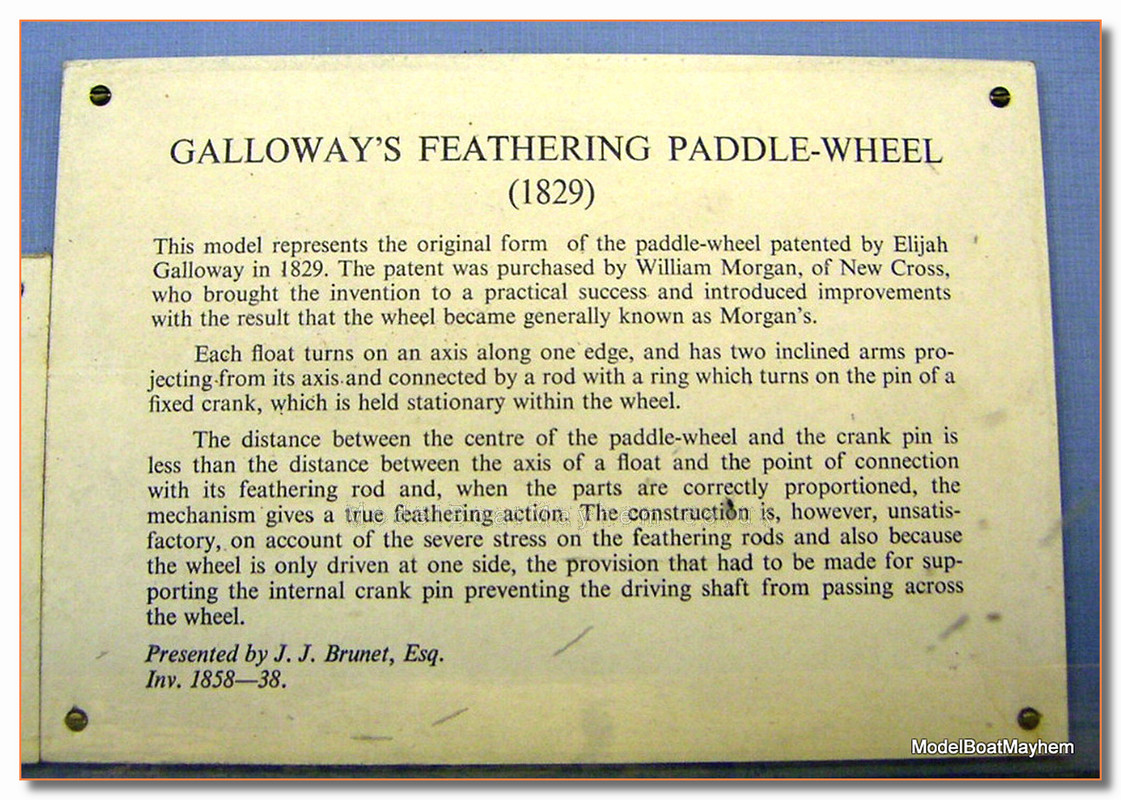 GALLOWAY'S FEATHERING PADDLE-WHEEL
(1829)
This model represents the original form of the paddle-wheel patented by Elijah
Galloway in 1829. The patent was purchased by William Morgan, of New Cross,
who brought the invention to a practical success and introduced improvements
with the result that the wheel became generally known as Morgan's.
Each float turns on an axis along one edge, and has two inclined arms pro-
jecting from its axis and connected by a rod with a ring which turns on the pin of a
fixed crank, which is held stationary within the wheel.
The distance between the centre of the paddle-wheel and the crank pin is
less than the distance between the axis of a float and the point of connection
with its feathering rod and, when the parts are correctly proportioned, the
mechanism gives a true feathering action. The construction is, however, unsatis-
factory, on account of the severe stress on the feathering rods and also because
the wheel is only driven at one side, the provision that had to be made for sup-
porting the internal crank pin preventing the driving shaft from passing across
the wheel.
Presented by J. J. Brunet, Esq.
Inv. 1858—38.
ModelBoatMayhem